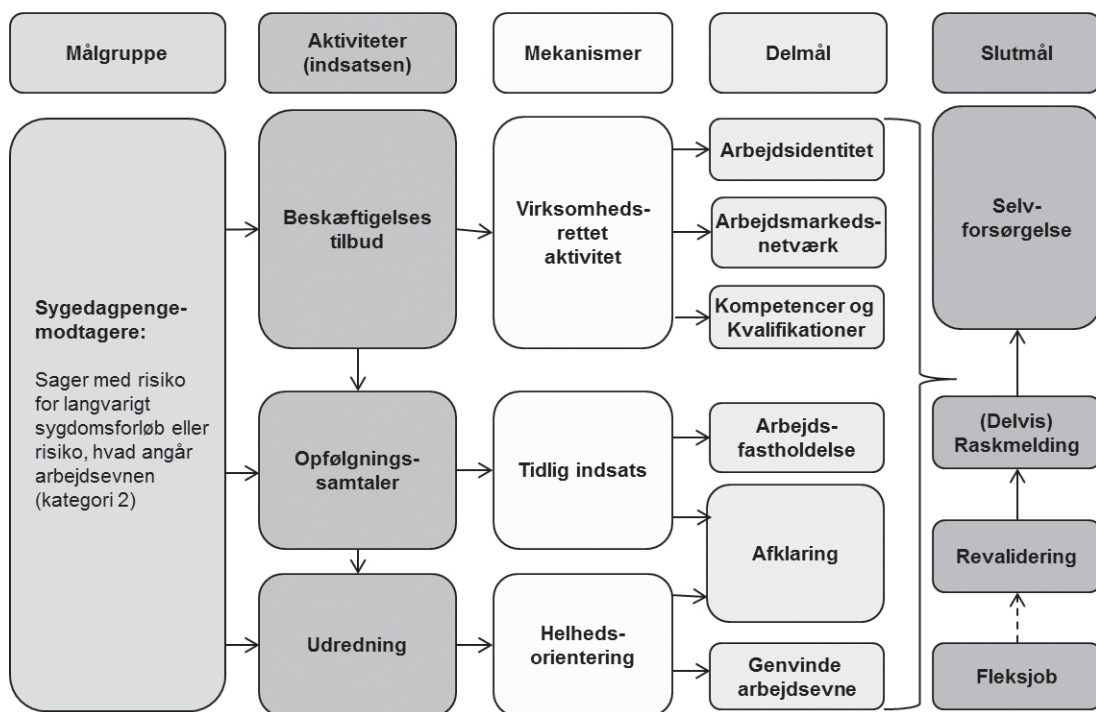 Målgruppe
Aktiviteter
(indsatsen)
Mekanismer
Delmål
Slutmål
Sygedagpenge-
modtagere:
Sager med risiko
for langvarigt
sygdomsforløb eller
risiko, hvad angår
arbejdsevnen
(kategori 2)
Beskæftigelses
tilbud
Opfølgnings-
samtaler
Udredning
Virksomheds-
rettet
aktivitet
Tidlig indsats
Helheds-
orientering
Arbejdsidentitet
Arbejdsmarkeds-
netværk
Kompetencer og
Kvalifikationer
Arbejds-
fastholdelse
Afklaring
Genvinde
arbejdsevne
Selv-
forsørgelse
(Delvis)
Raskmelding
Revalidering
Fleksjob